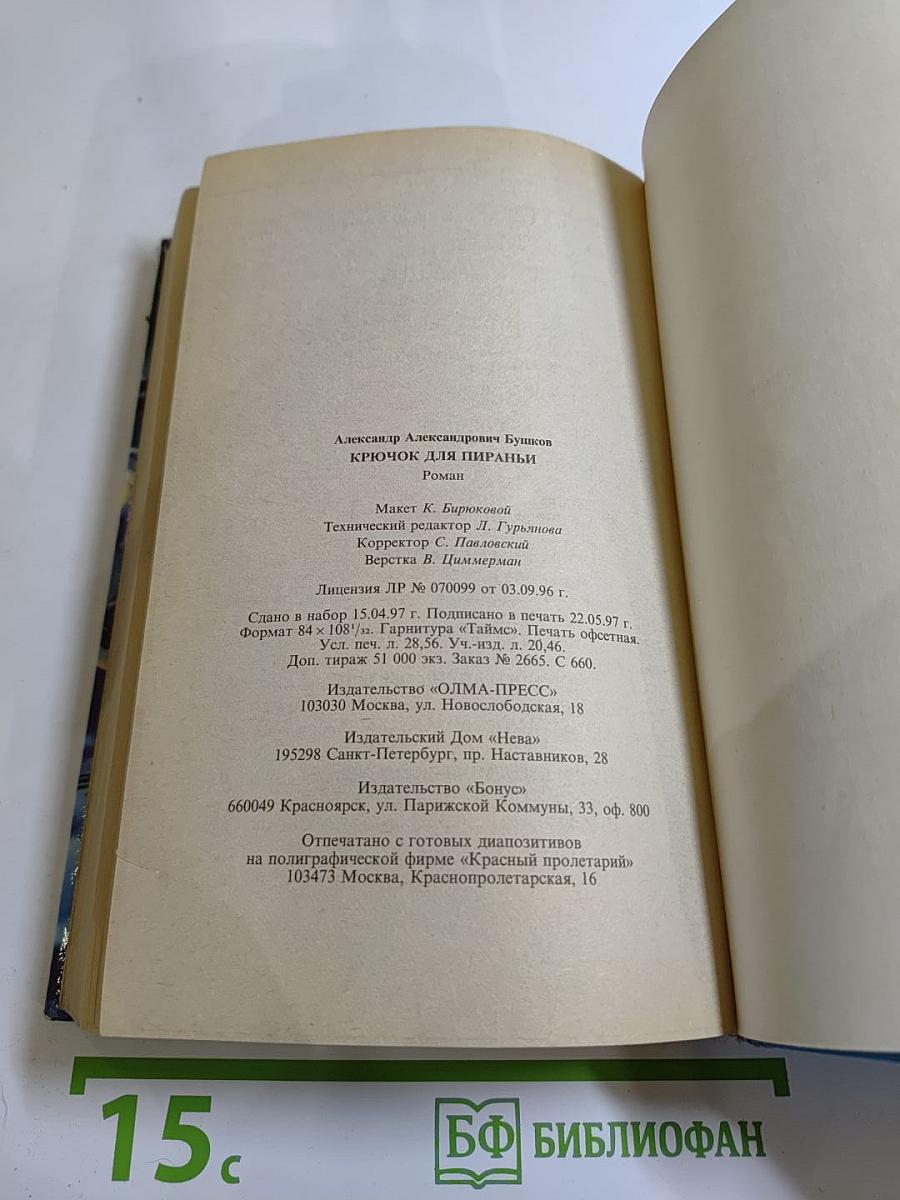 Александр Александрович Бушков
КРЮЧОК ДЛЯ ПИРАНЬИ
Роман
Макет К. Бирюковой
Технический редактор Л. Гурьянова
Корректор С. Павловский
Верстка В. Циммерман
Лицензия ЛР № 070099 от 03.09.96 г.
Сдано в набор 15.04.97 г. Подписано в печать 22.05.97 г.
Формат 84 × 108¹/₃₂. Гарнитура «Таймс». Печать офсетная.
Усл. печ. л. 28,56. Уч.-изд. л. 20,46.
Доп. тираж 51 000 экз. Заказ № 2665. С 660.
Издательство «ОЛМА-ПРЕСС»
103030 Москва, ул. Новослободская, 18
Издательский Дом «Нева»
195298 Санкт-Петербург, пр. Наставников, 28
Издательство «Бонус»
660049 Красноярск, ул. Парижской Коммуны, 33, оф. 800
Отпечатано с готовых диапозитивов
на полиграфической фирме «Красный пролетарий»
103473 Москва, Краснопролетарская, 16
15 с
БФ БИБЛИОФАН